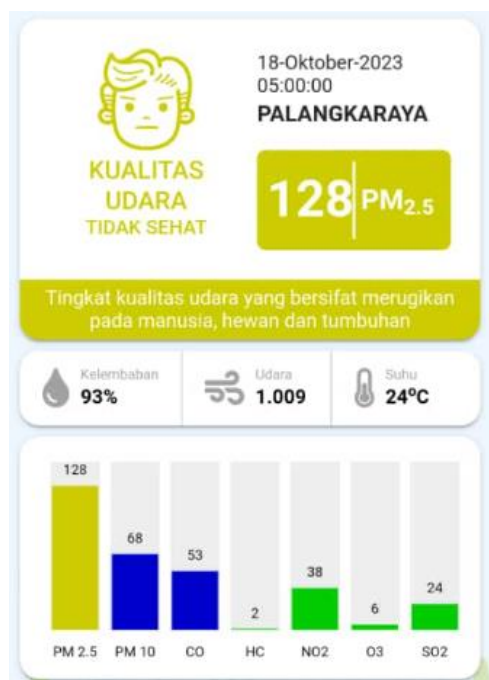 18-Oktober-2023
05:00:00
PALANGKARAYA
KUALITAS
UDARA
TIDAK SEHAT
128 PM2.5
Tingkat kualitas udara yang bersifat merugikan
pada manusia, hewan dan tumbuhan
Kelembaban
93%
Udara
1.009
Suhu
24°C
128
68
53
2
38
6
24
PM 2.5 PM 10 CO HC NO2 O3 SO2